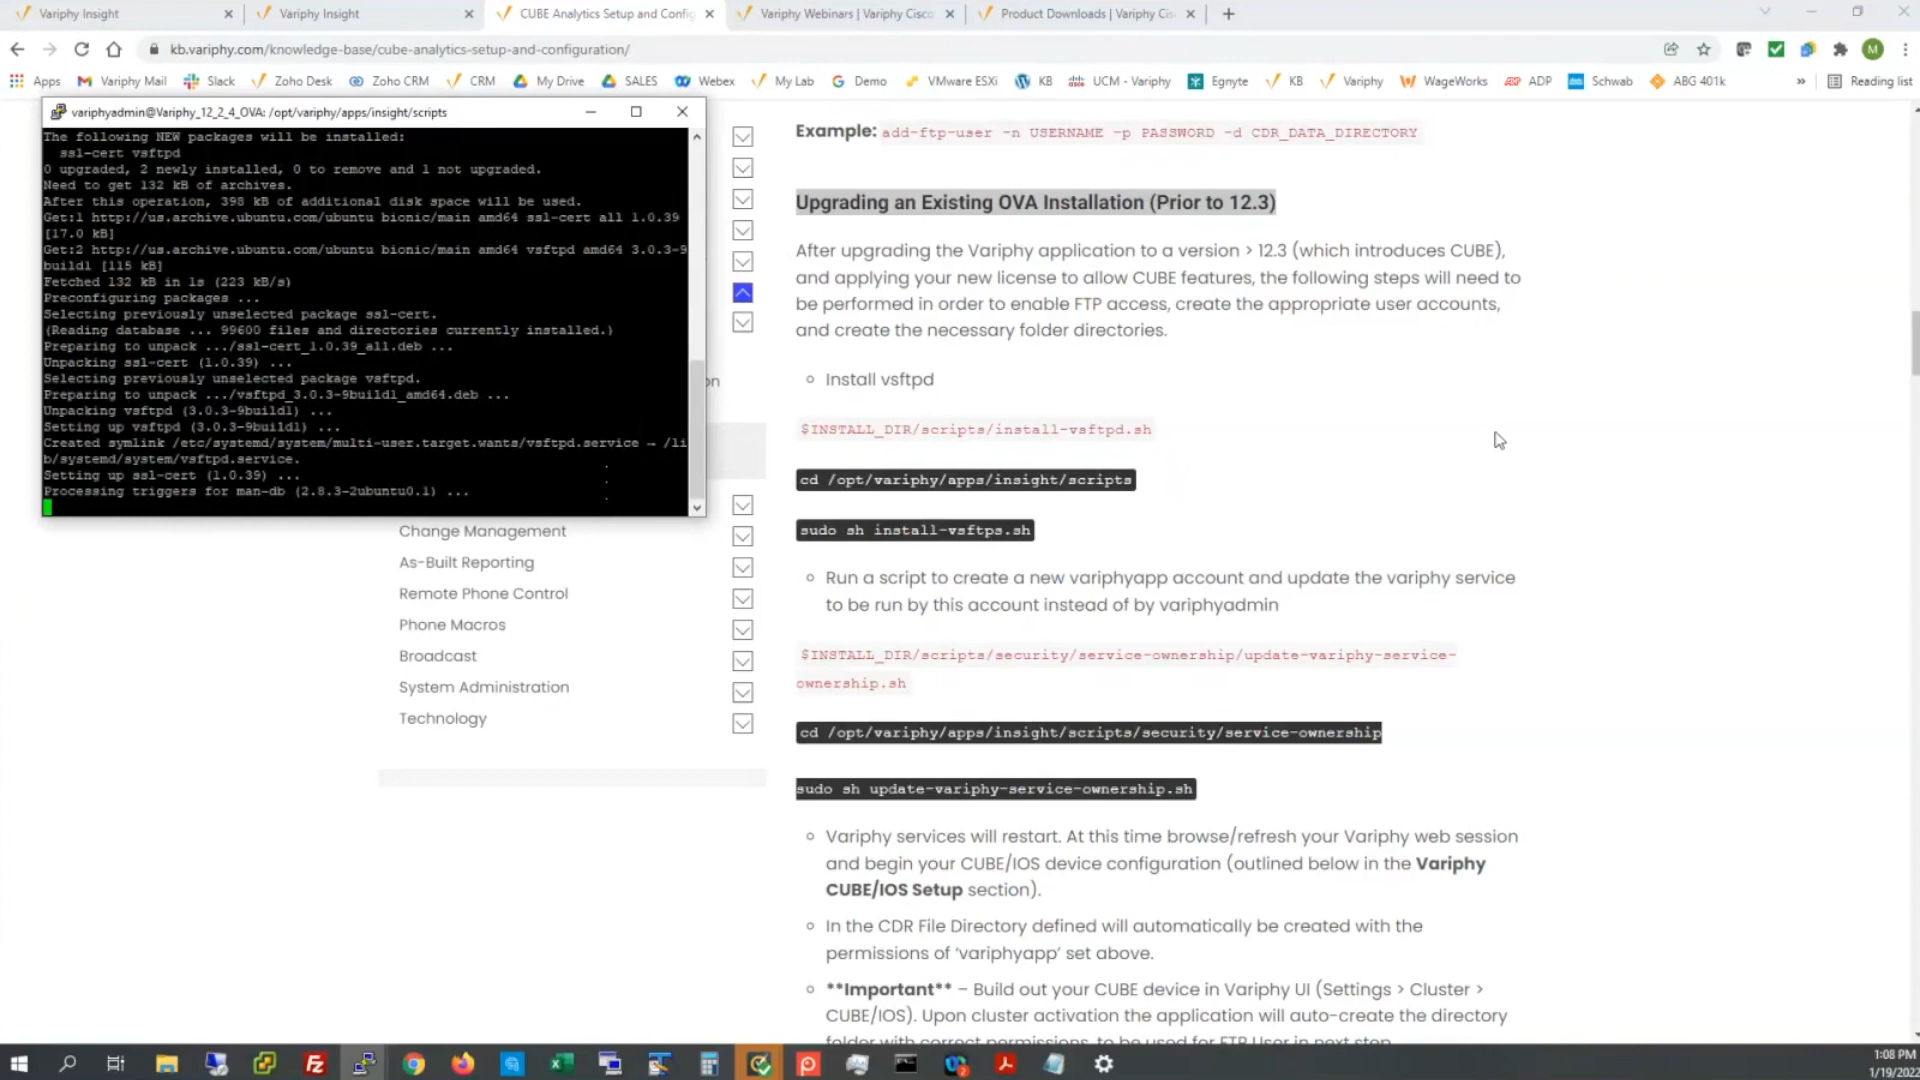 Variphy Insight
Variphy Insight
CUBE Analytics Setup and Config
Variphy Webinars | Variphy Cisco
Product Downloads | Variphy Cis
kb.variphy.com/knowledge-base/cube-analytics-setup-and-configuration/
M
Apps
Variphy Mail
Slack
Zoho Desk
Zoho CRM
CRM
My Drive
SALES
Webex
My Lab
Demo
VMware ESXi
KB
UCM - Variphy
Egnyte
KB
Variphy
WageWorks
ADP
Schwab
ABG 401k
»
Reading list
variphyadmin@Variphy_12_2_4_OVA: /opt/variphy/apps/insight/scripts
The following NEW packages will be installed:
ssl-cert vsftpd
0 upgraded, 2 newly installed, 0 to remove and 1 not upgraded.
Need to get 132 kB of archives.
After this operation, 398 kB of additional disk space will be used.
Get:1 http://us.archive.ubuntu.com/ubuntu bionic/main amd64 ssl-cert all 1.0.39
[17.0 kB]
Get:2 http://us.archive.ubuntu.com/ubuntu bionic/main amd64 vsftpd amd64 3.0.3-9
build1 [115 kB]
Fetched 132 kB in 1s (223 kB/s)
Preconfiguring packages ...
Selecting previously unselected package ssl-cert.
(Reading database ... 99600 files and directories currently installed.)
Preparing to unpack .../ssl-cert_1.0.39_all.deb ...
Unpacking ssl-cert (1.0.39) ...
Selecting previously unselected package vsftpd.
Preparing to unpack .../vsftpd_3.0.3-9build1_amd64.deb ...
Unpacking vsftpd (3.0.3-9build1) ...
Setting up vsftpd (3.0.3-9build1) ...
Created symlink /etc/systemd/system/multi-user.target.wants/vsftpd.service → /li
b/systemd/system/vsftpd.service.
Setting up ssl-cert (1.0.39) ...
Processing triggers for man-db (2.8.3-2ubuntu0.1) ...
on
Change Management
As-Built Reporting
Remote Phone Control
Phone Macros
Broadcast
System Administration
Technology
Example: add-ftp-user -n USERNAME -p PASSWORD -d CDR_DATA_DIRECTORY
Upgrading an Existing OVA Installation (Prior to 12.3)
After upgrading the Variphy application to a version > 12.3 (which introduces CUBE),
and applying your new license to allow CUBE features, the following steps will need to
be performed in order to enable FTP access, create the appropriate user accounts,
and create the necessary folder directories.
Install vsftpd
$INSTALL_DIR/scripts/install-vsftpd.sh
cd /opt/variphy/apps/insight/scripts
sudo sh install-vsftps.sh
Run a script to create a new variphyapp account and update the variphy service
to be run by this account instead of by variphyadmin
$INSTALL_DIR/scripts/security/service-ownership/update-variphy-service-
ownership.sh
cd /opt/variphy/apps/insight/scripts/security/service-ownership
sudo sh update-variphy-service-ownership.sh
Variphy services will restart. At this time browse/refresh your Variphy web session
and begin your CUBE/IOS device configuration (outlined below in the Variphy
CUBE/IOS Setup section).
In the CDR File Directory defined will automatically be created with the
permissions of ‘variphyapp’ set above.
**Important** – Build out your CUBE device in Variphy UI (Settings > Cluster >
CUBE/IOS). Upon cluster activation the application will auto-create the directory
folder with correct permissions, to be used for FTP User in next step
1:08 PM
1/19/2022